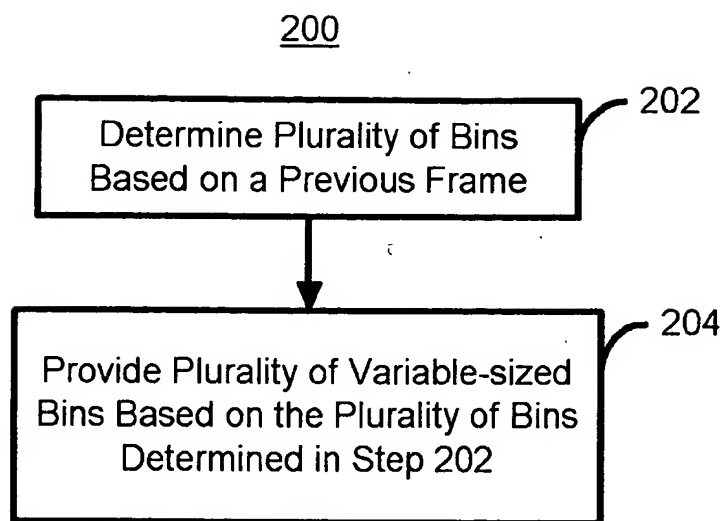 200
202
Determine Plurality of Bins
Based on a Previous Frame
204
Provide Plurality of Variable-sized
Bins Based on the Plurality of Bins
Determined in Step 202